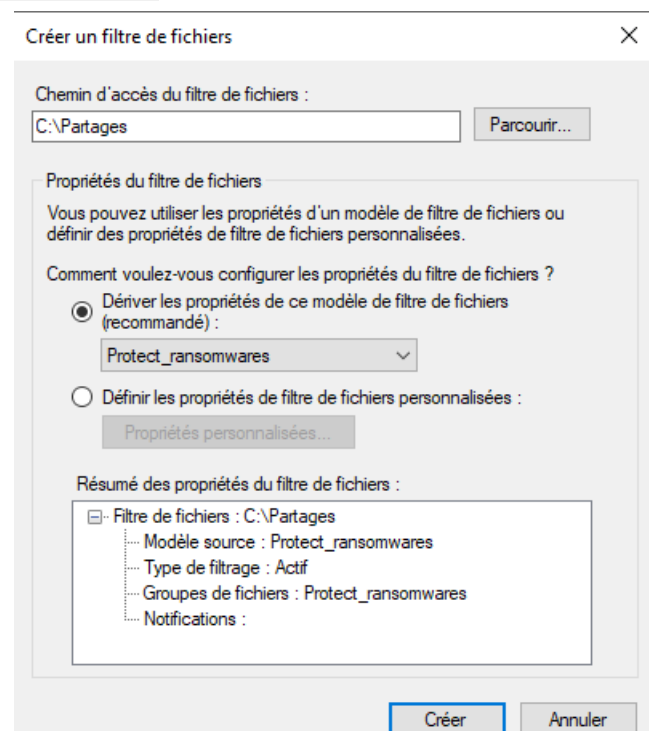 Créer un filtre de fichiers
Chemin d'accès du filtre de fichiers :
C:\Partages
Parcourir...
Propriétés du filtre de fichiers
Vous pouvez utiliser les propriétés d'un modèle de filtre de fichiers ou
définir des propriétés de filtre de fichiers personnalisées.
Comment voulez-vous configurer les propriétés du filtre de fichiers ?
Dériver les propriétés de ce modèle de filtre de fichiers
(recommandé) :
Protect_ransomwares
Définir les propriétés de filtre de fichiers personnalisées :
Propriétés personnalisées...
Résumé des propriétés du filtre de fichiers :
Filtre de fichiers : C:\Partages
Modèle source : Protect_ransomwares
Type de filtrage : Actif
Groupes de fichiers : Protect_ransomwares
Notifications :
Créer
Annuler